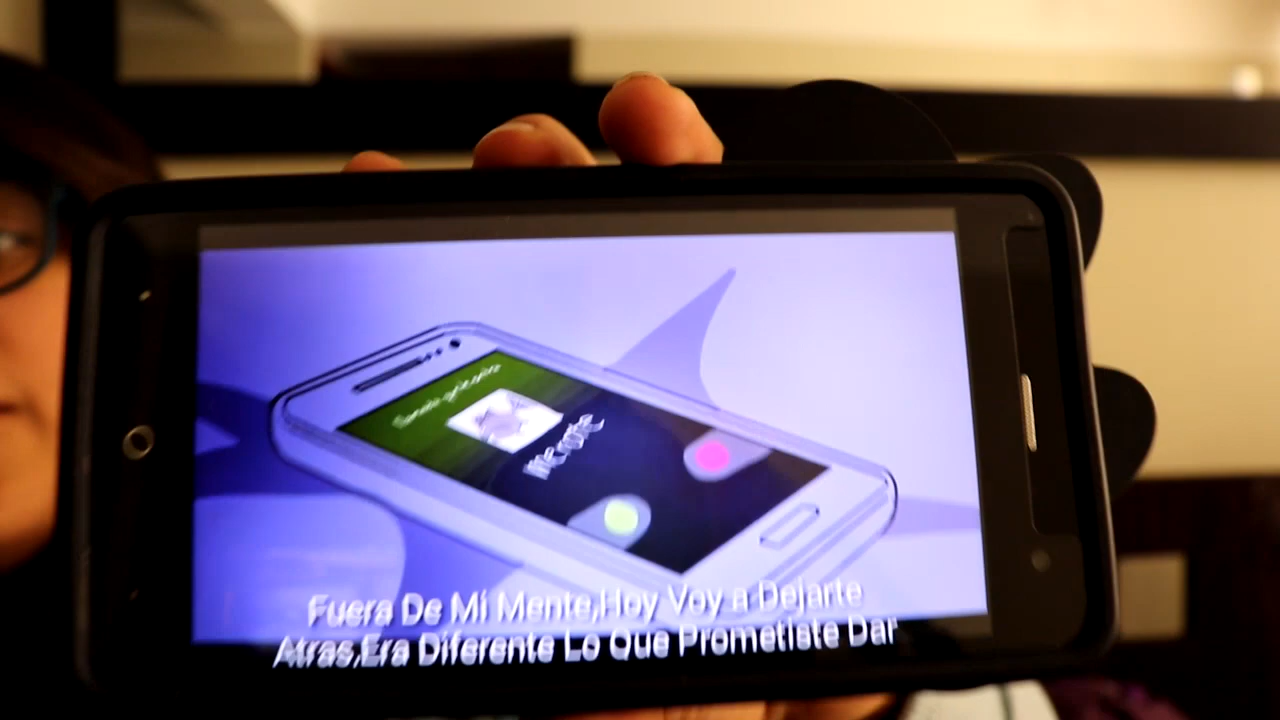 Fuera De Mi Mente,Hoy Voy a Dejarte
Atras,Era Diferente Lo Que Prometiste Dar